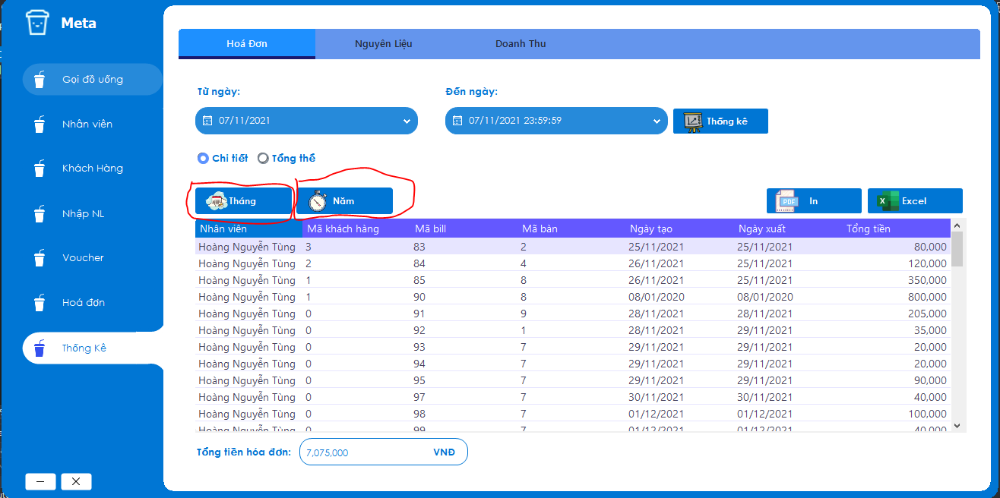 Meta
Gọi đồ uống
Nhân viên
Khách Hàng
Nhập NL
Voucher
Hoá đơn
Thống Kê
Hoá Đơn Nguyên Liệu Doanh Thu
Từ ngày: Đến ngày:
07/11/2021 07/11/2021 23:59:59 Thống kê
Chi tiết Tổng thể
Tháng Năm PDF In X Excel
Nhân viên Mã khách hàng Mã bill Mã bàn Ngày tạo Ngày xuất Tổng tiền
Hoàng Nguyễn Tùng 3 83 2 25/11/2021 25/11/2021 80,000
Hoàng Nguyễn Tùng 2 84 4 26/11/2021 25/11/2021 120,000
Hoàng Nguyễn Tùng 1 85 8 26/11/2021 25/11/2021 350,000
Hoàng Nguyễn Tùng 1 90 8 08/01/2020 08/01/2020 800,000
Hoàng Nguyễn Tùng 0 91 9 28/11/2021 28/11/2021 205,000
Hoàng Nguyễn Tùng 0 92 1 28/11/2021 29/11/2021 35,000
Hoàng Nguyễn Tùng 0 93 7 29/11/2021 29/11/2021 20,000
Hoàng Nguyễn Tùng 0 94 7 29/11/2021 29/11/2021 20,000
Hoàng Nguyễn Tùng 0 95 7 29/11/2021 29/11/2021 90,000
Hoàng Nguyễn Tùng 0 97 7 30/11/2021 30/11/2021 40,000
Hoàng Nguyễn Tùng 0 98 7 01/12/2021 01/12/2021 100,000
Hoàng Nguyễn Tùng 0 99 7 01/12/2021 01/12/2021 40,000
Tổng tiền hóa đơn: 7,075,000 VNĐ